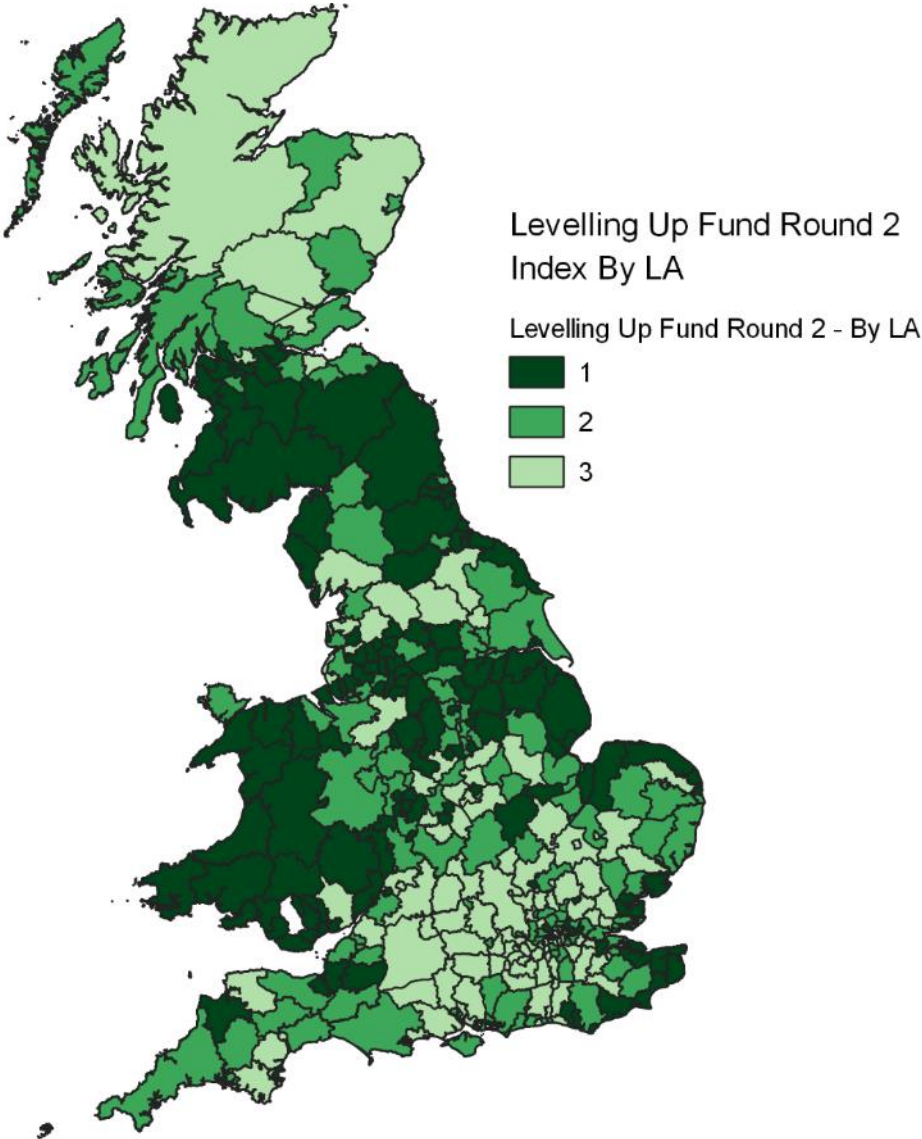 Levelling Up Fund Round 2
Index By LA
Levelling Up Fund Round 2 - By LA
1
2
3